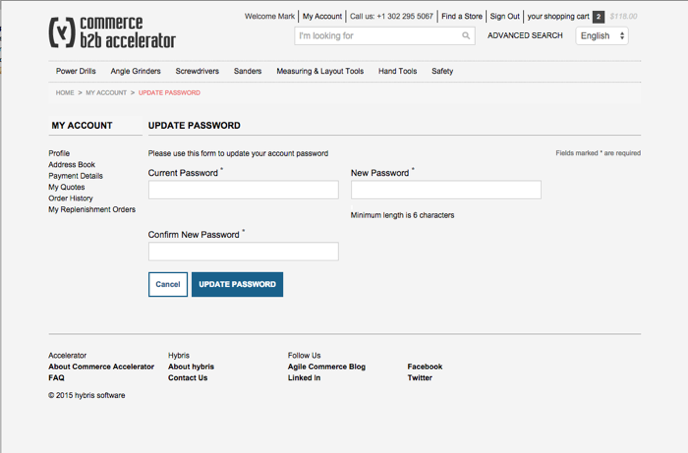 Welcome Mark My Account Call us: +1 302 295 5067 Find a Store Sign Out your shopping cart 2 $118.00
(y) commerce
b2b accelerator
I'm looking for ADVANCED SEARCH English
Power Drills Angle Grinders Screwdrivers Sanders Measuring & Layout Tools Hand Tools Safety
HOME > MY ACCOUNT > UPDATE PASSWORD
MY ACCOUNT
Profile
Address Book
Payment Details
My Quotes
Order History
My Replenishment Orders
UPDATE PASSWORD
Please use this form to update your account password Fields marked * are required
Current Password * New Password *
Minimum length is 6 characters
Confirm New Password *
Cancel UPDATE PASSWORD
Accelerator Hybris Follow Us
About Commerce Accelerator About hybris Agile Commerce Blog Facebook
FAQ Contact Us Linked in Twitter
© 2015 hybris software